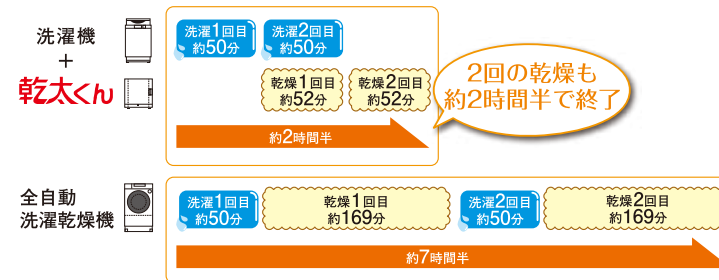 洗濯機
+
乾太くん
洗濯1回目
約50分
洗濯2回目
約50分
乾燥1回目
約52分
乾燥2回目
約52分
約2時間半
2回の乾燥も
約2時間半で終了
全自動
洗濯乾燥機
洗濯1回目
約50分
乾燥1回目
約169分
洗濯2回目
約50分
乾燥2回目
約169分
約7時間半